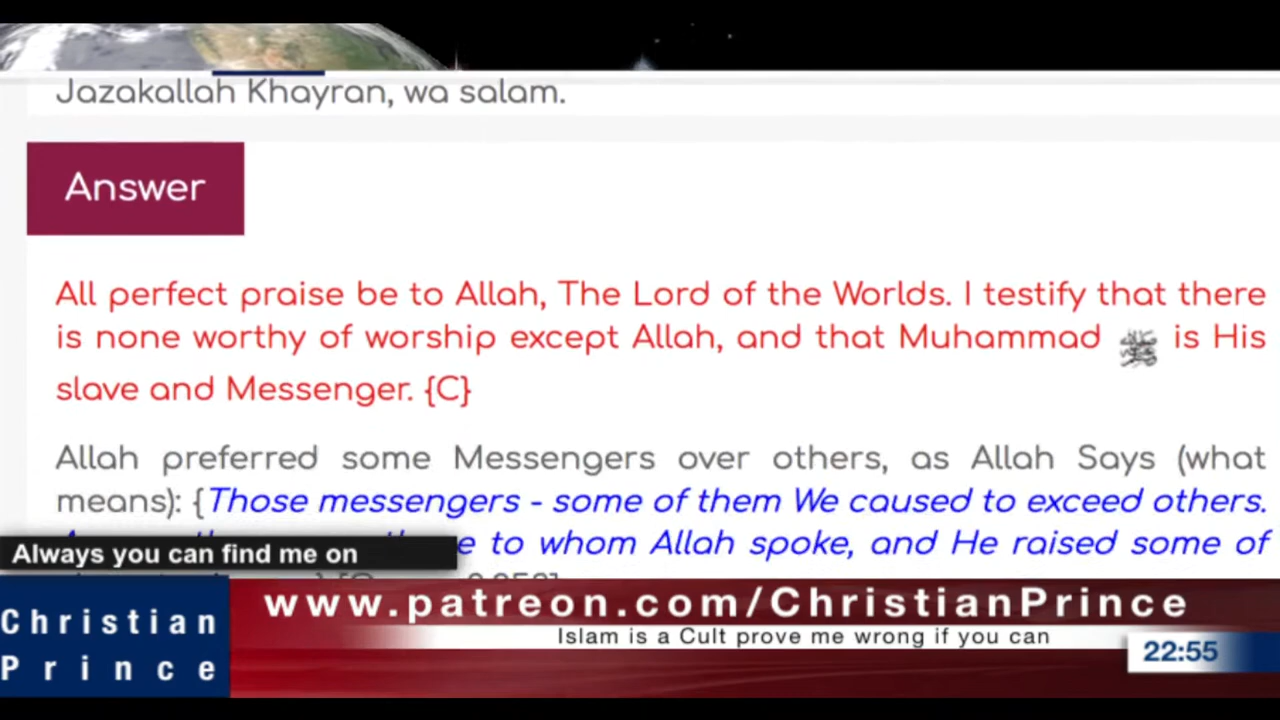 Jazakallah Khayran, wa salam.
Answer
All perfect praise be to Allah, The Lord of the Worlds. I testify that there
is none worthy of worship except Allah, and that Muhammad ﷺ is His
slave and Messenger. {C}
Allah preferred some Messengers over others, as Allah Says (what
means): {Those messengers - some of them We caused to exceed others.
to whom Allah spoke, and He raised some of
Always you can find me on
Christian
Prince
www.patreon.com/ChristianPrince
Islam is a Cult prove me wrong if you can
22:55